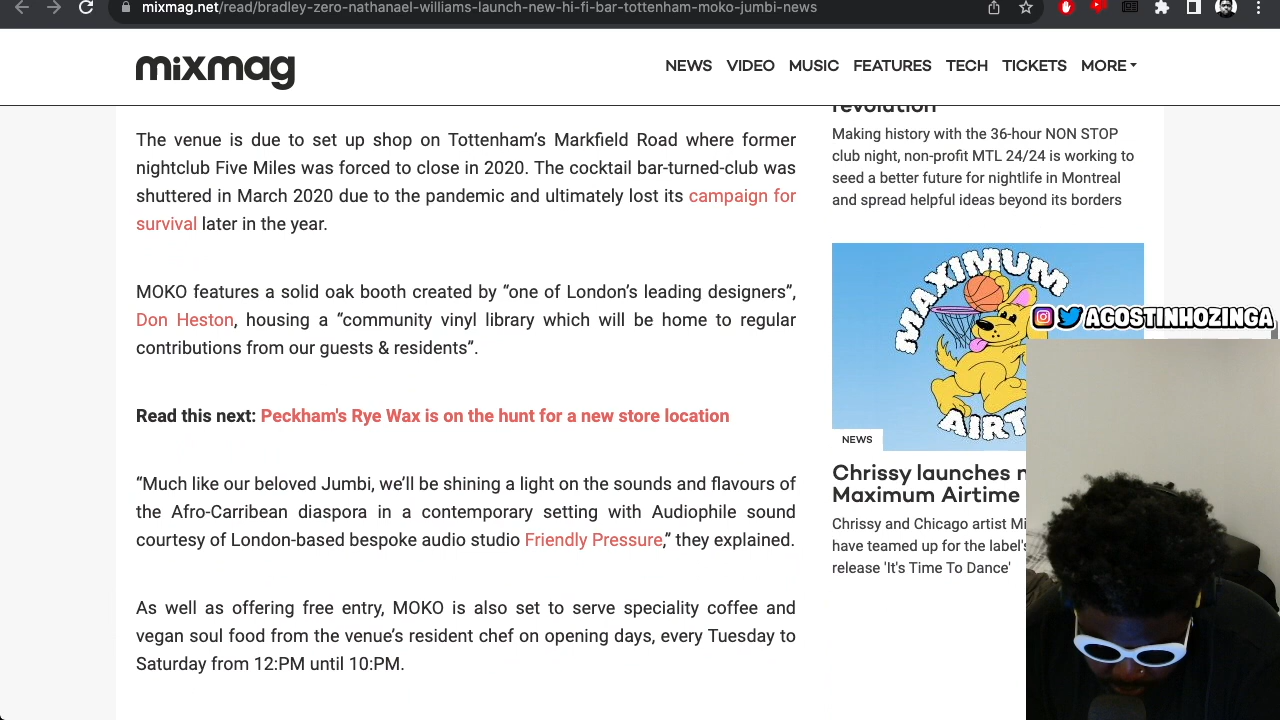 mixmag.net/read/bradley-zero-nathanael-williams-launch-new-hi-fi-bar-tottenham-moko-jumbi-news
mixmag
NEWS VIDEO MUSIC FEATURES TECH TICKETS MORE
The venue is due to set up shop on Tottenham’s Markfield Road where former
nightclub Five Miles was forced to close in 2020. The cocktail bar-turned-club was
shuttered in March 2020 due to the pandemic and ultimately lost its campaign for
survival later in the year.
MOKO features a solid oak booth created by “one of London’s leading designers”,
Don Heston, housing a “community vinyl library which will be home to regular
contributions from our guests & residents”.
Read this next: Peckham's Rye Wax is on the hunt for a new store location
“Much like our beloved Jumbi, we’ll be shining a light on the sounds and flavours of
the Afro-Carribean diaspora in a contemporary setting with Audiophile sound
courtesy of London-based bespoke audio studio Friendly Pressure,” they explained.
As well as offering free entry, MOKO is also set to serve speciality coffee and
vegan soul food from the venue’s resident chef on opening days, every Tuesday to
Saturday from 12:PM until 10:PM.
revolution
Making history with the 36-hour NON STOP
club night, non-profit MTL 24/24 is working to
seed a better future for nightlife in Montreal
and spread helpful ideas beyond its borders
MAXIMUM
AIRT
AGOSTINHOZINGA
NEWS
Chrissy launches n
Maximum Airtime
Chrissy and Chicago artist Mi
have teamed up for the label's
release 'It's Time To Dance'